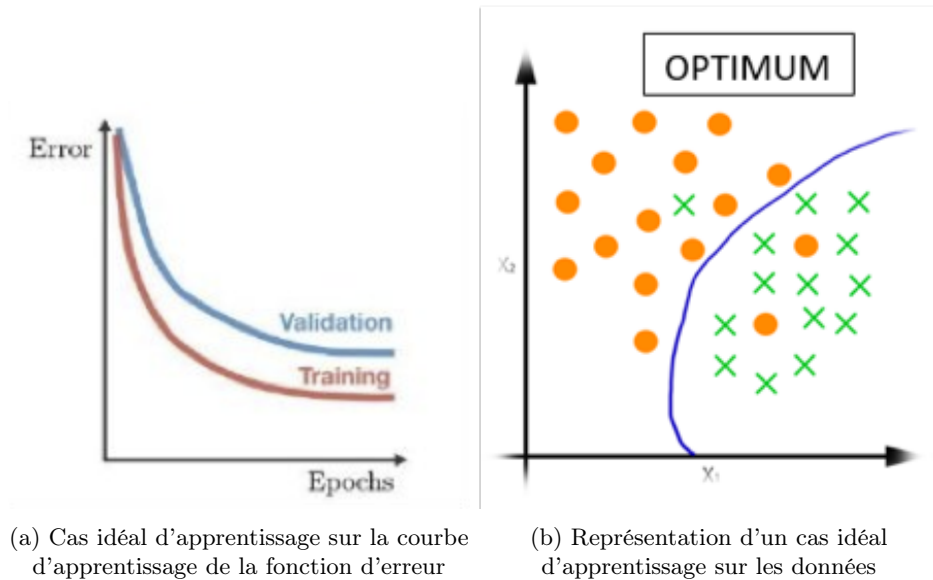 Error
Validation
Training
Epochs
OPTIMUM
X₂
X₁
(a) Cas idéal d'apprentissage sur la courbe
d'apprentissage de la fonction d'erreur
(b) Représentation d'un cas idéal
d'apprentissage sur les données